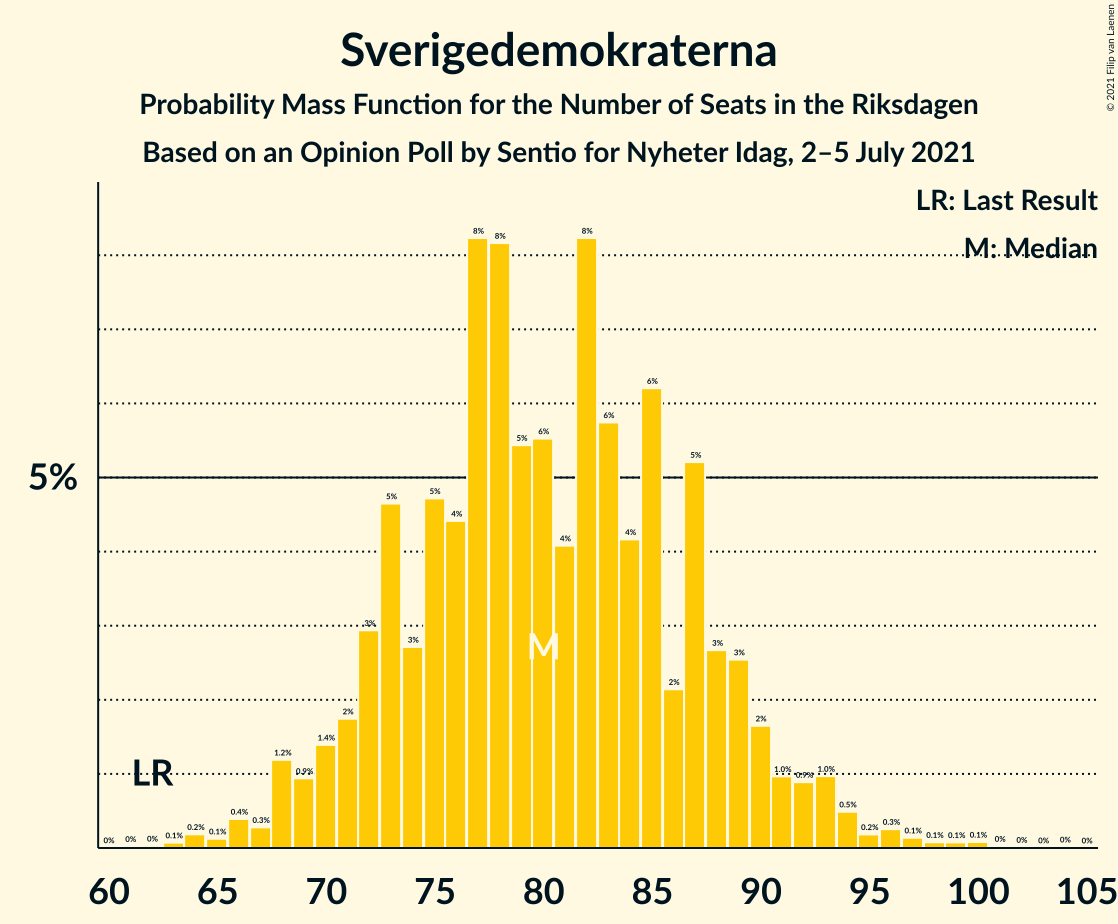 Sverigedemokraterna
Probability Mass Function for the Number of Seats in the Riksdagen
Based on an Opinion Poll by Sentio for Nyheter Idag, 2–5 July 2021
© 2021 Filip van Laenen
LR: Last Result
M: Median
5%
0% 0% 0% 0.1% 0.2% 0.1% 0.4% 0.3% 1.2% 0.9% 1.4% 2% 3% 5% 3% 5% 4% 8% 8% 5% 6% 4% 8% 6% 4% 6% 2% 5% 3% 3% 2% 1.0% 0.9% 1.0% 0.5% 0.2% 0.3% 0.1% 0.1% 0.1% 0.1% 0% 0% 0% 0% 0%
M
LR
60 65 70 75 80 85 90 95 100 105